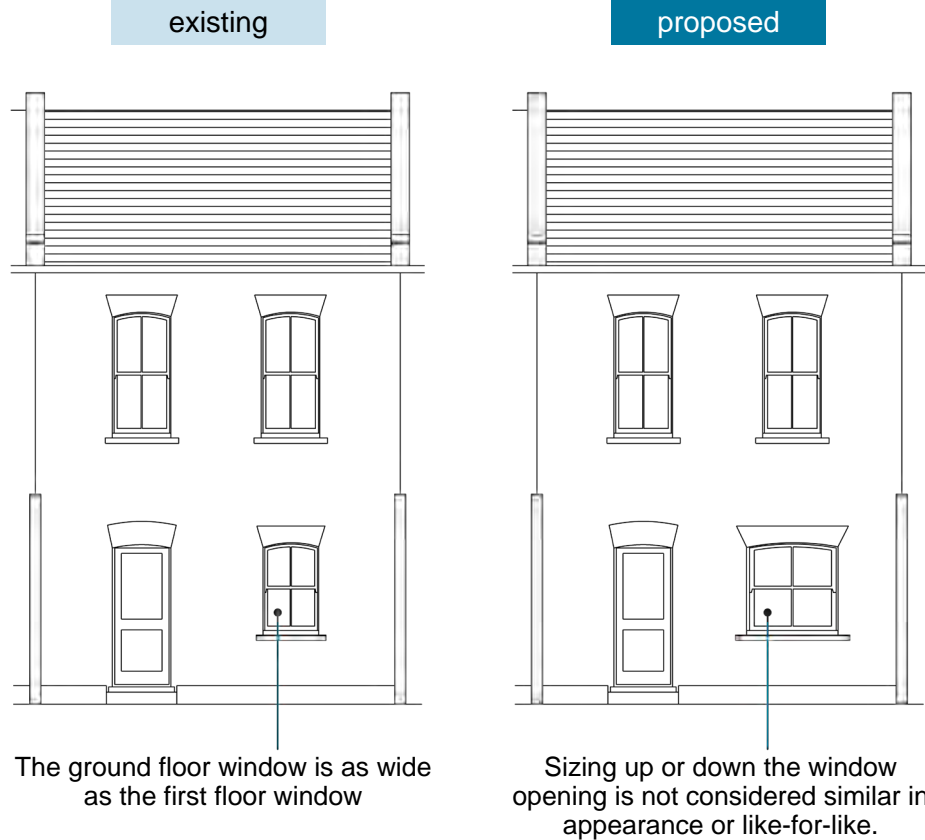 existing
proposed
The ground floor window is as wide
as the first floor window
Sizing up or down the window
opening is not considered similar in
appearance or like-for-like.